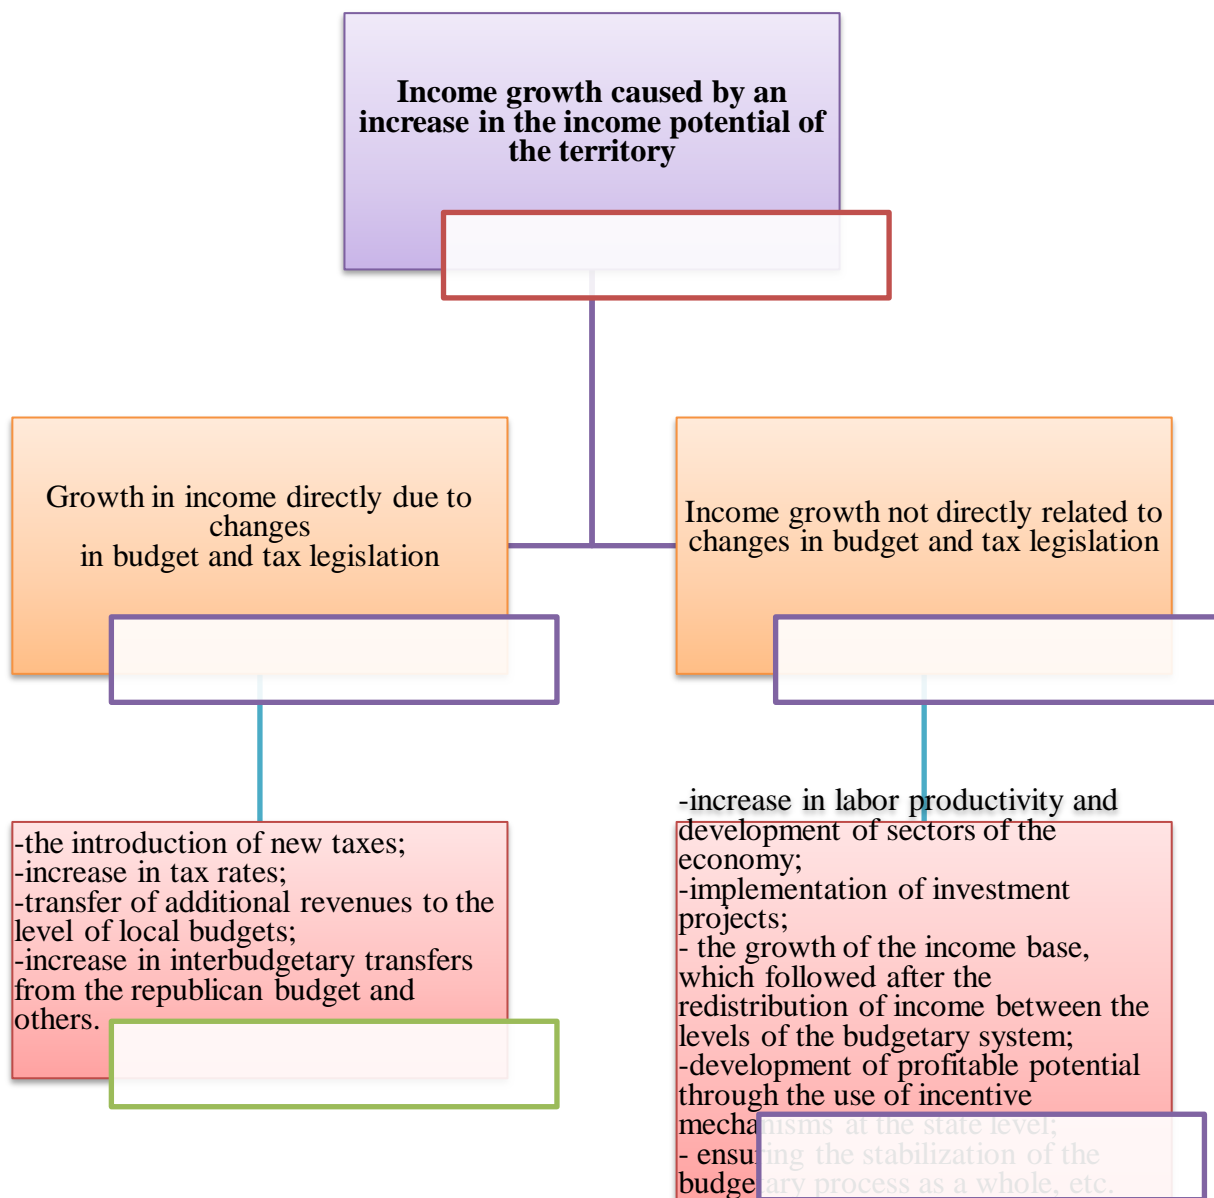 Income growth caused by an
increase in the income potential of
the territory
Growth in income directly due to
changes
in budget and tax legislation
Income growth not directly related to
changes in budget and tax legislation
-the introduction of new taxes;
-increase in tax rates;
-transfer of additional revenues to the
level of local budgets;
-increase in interbudgetary transfers
from the republican budget and
others.
-increase in labor productivity and
development of sectors of the
economy;
-implementation of investment
projects;
- the growth of the income base,
which followed after the
redistribution of income between the
levels of the budgetary system;
-development of profitable potential
through the use of incentive
mechanisms at the state level;
- ensuring the stabilization of the
budgetary process as a whole, etc.